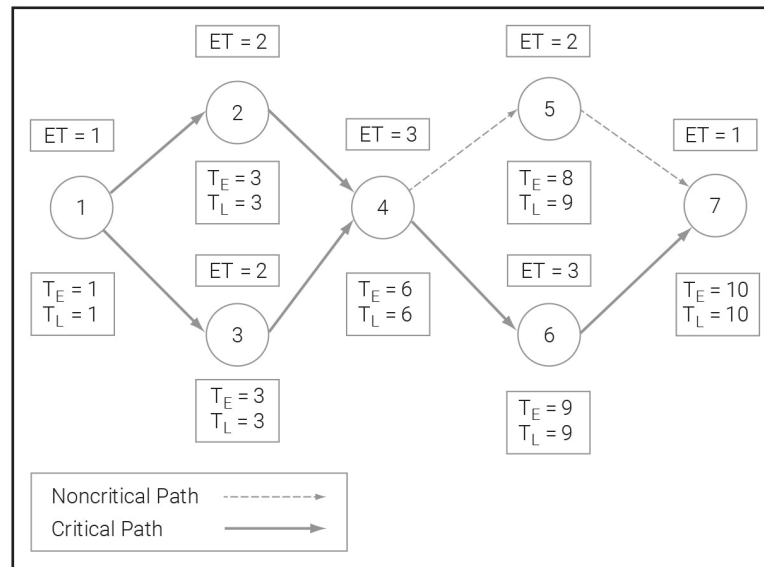 ET = 2
ET = 2
2
5
ET = 1
ET = 3
ET = 1
1
T_E = 3
T_L = 3
4
T_E = 8
T_L = 9
7
ET = 2
ET = 3
T_E = 1
T_L = 1
3
T_E = 6
T_L = 6
6
T_E = 10
T_L = 10
T_E = 3
T_L = 3
T_E = 9
T_L = 9
Noncritical Path
Critical Path